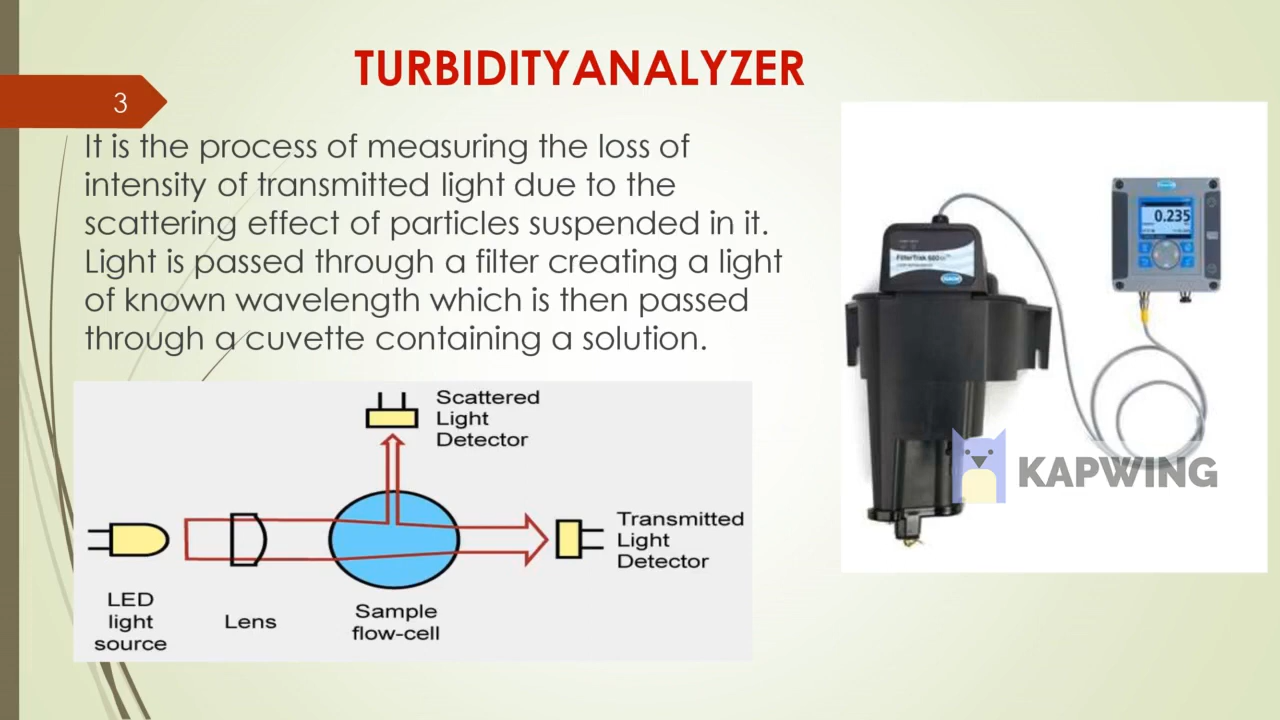 TURBIDITYANALYZER
3
It is the process of measuring the loss of
intensity of transmitted light due to the
scattering effect of particles suspended in it.
Light is passed through a filter creating a light
of known wavelength which is then passed
through a cuvette containing a solution.
Scattered
Light
Detector
Transmitted
Light
Detector
LED
light
source
Lens
Sample
flow-cell
0.235
KAPWING